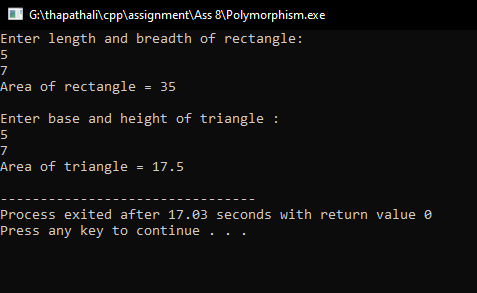 G:\thapathali\cpp\assignment\Ass 8\Polymorphism.exe
Enter length and breadth of rectangle:
5
7
Area of rectangle = 35
Enter base and height of triangle :
5
7
Area of triangle = 17.5
--------------------------------
Process exited after 17.03 seconds with return value 0
Press any key to continue . . .